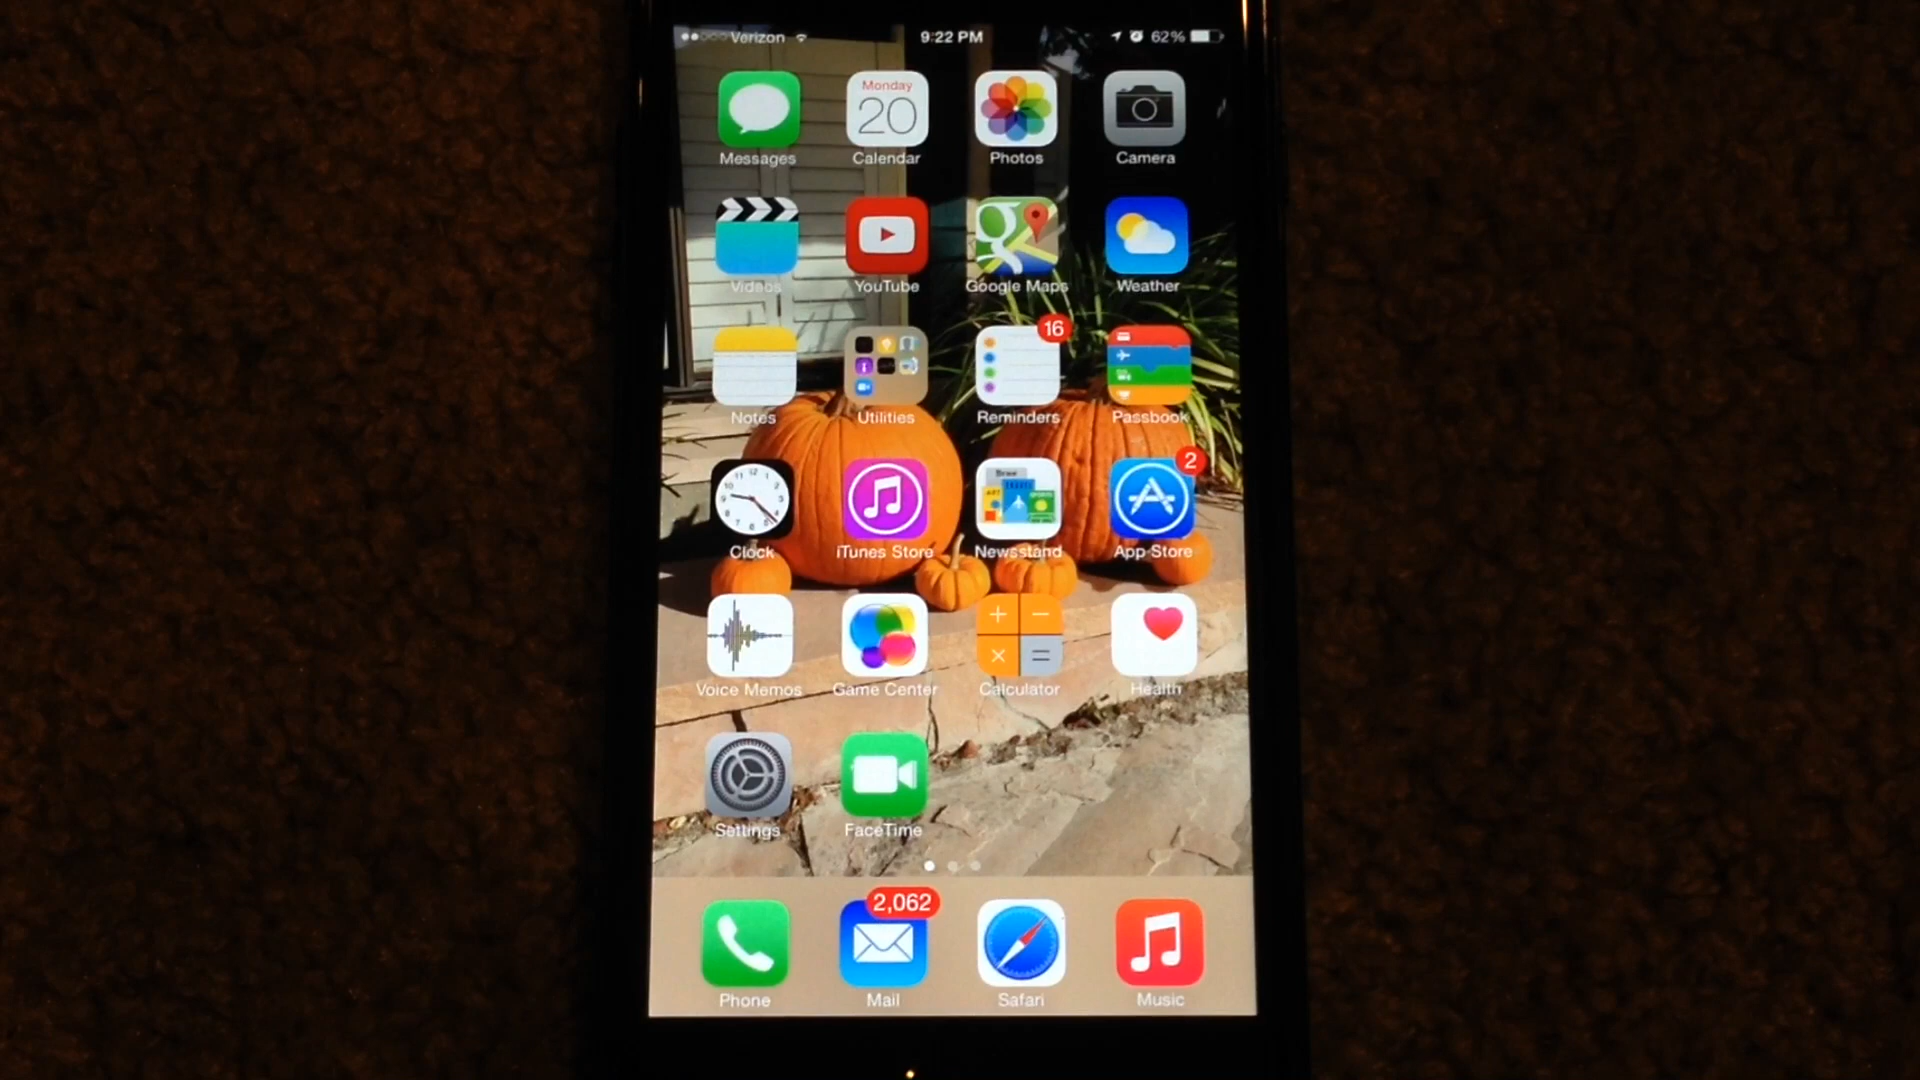 Verizon 9:22 PM 62%
Monday
20
Messages Calendar Photos Camera
Videos YouTube Google Maps Weather
16
Notes Utilities Reminders Passbook
2
Clock iTunes Store Newsstand App Store
Voice Memos Game Center Calculator Health
Settings FaceTime
2,062
Phone Mail Safari Music